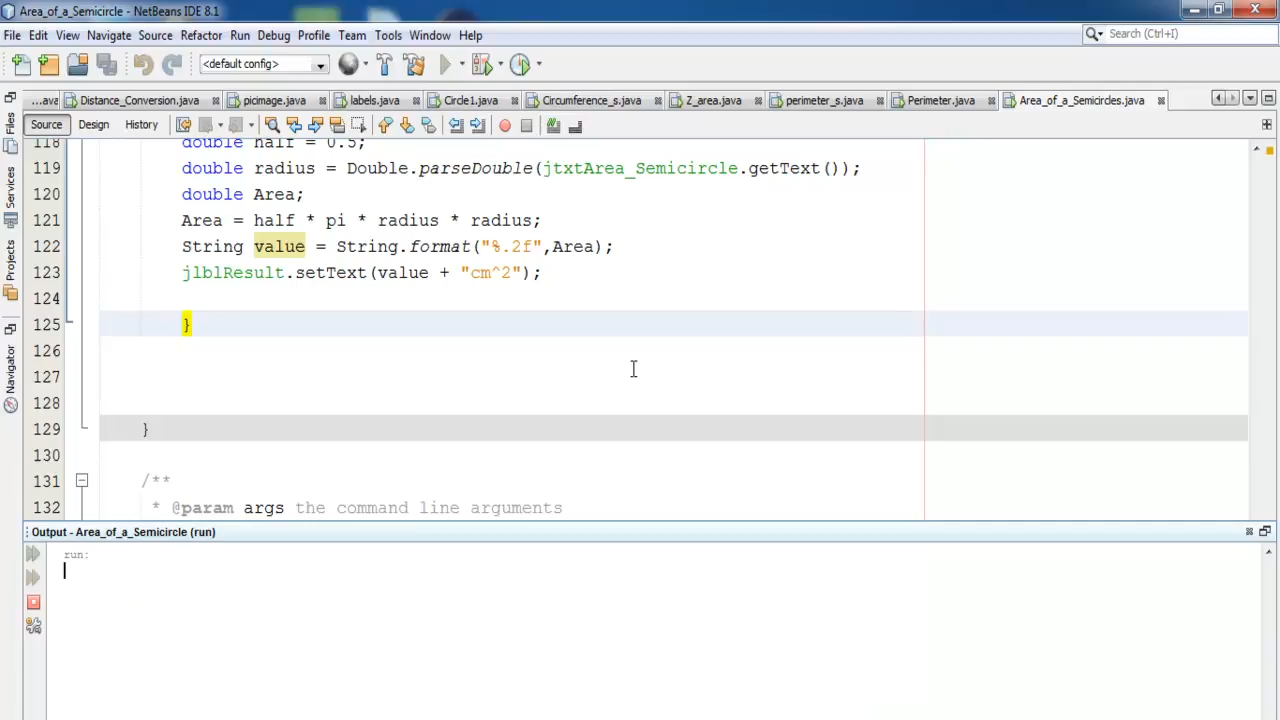 Area_of_a_Semicircle - NetBeans IDE 8.1
File Edit View Navigate Source Refactor Run Debug Profile Team Tools Window Help
Search (Ctrl+I)
<default config>
...ava Distance_Conversion.java picimage.java labels.java Circle1.java Circumference_s.java Z_area.java perimeter_s.java Perimeter.java Area_of_a_Semicircles.java
Source Design History
Files
Services
Projects
Navigator
118 double half = 0.5;
119 double radius = Double.parseDouble(jtxtArea_Semicircle.getText());
120 double Area;
121 Area = half * pi * radius * radius;
122 String value = String.format("%.2f",Area);
123 jlblResult.setText(value + "cm^2");
124
125 }
126
127
128
129 }
130
131 /**
132 * @param args the command line arguments
Output - Area_of_a_Semicircle (run)
run: